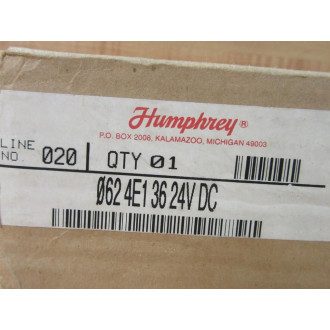 Humphrey®
P.O. BOX 2008, KALAMAZOO, MICHIGAN 49003
LINE NO. 020
QTY 01
Ø62 4E1 36 24V DC